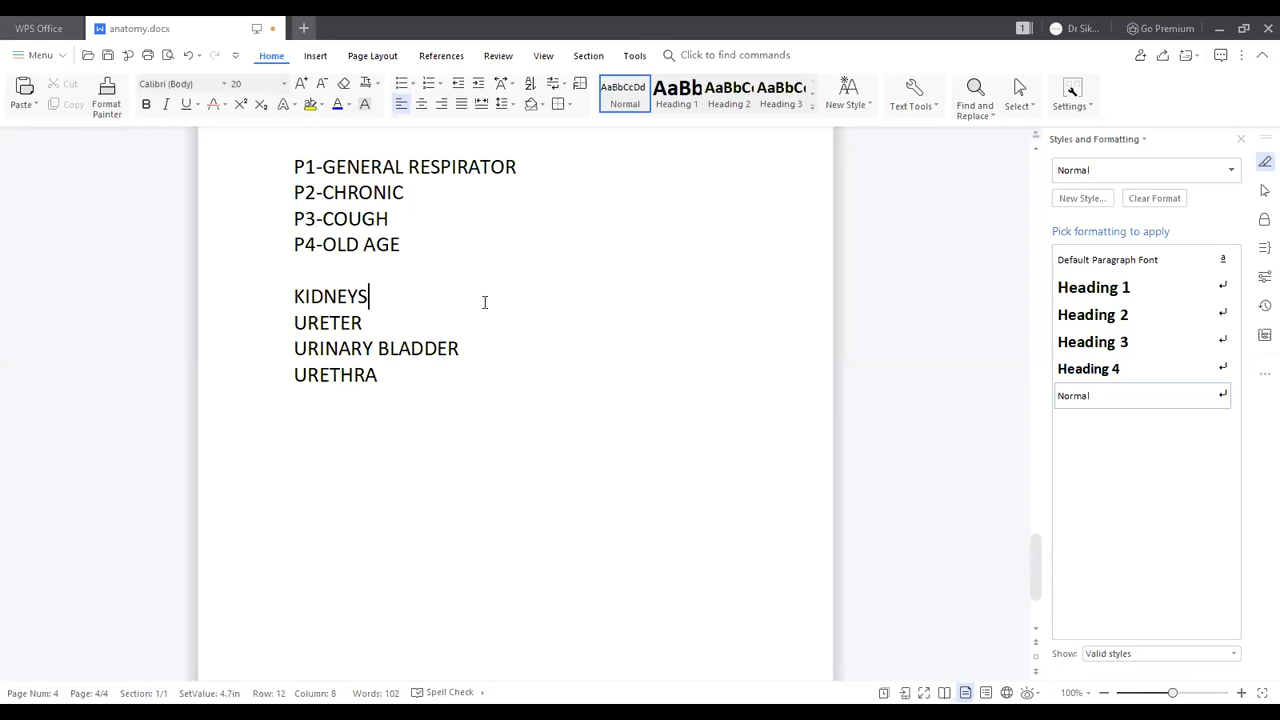 WPS Office
anatomy.docx
1
Dr Sik...
Go Premium
Menu
Home
Insert
Page Layout
References
Review
View
Section
Tools
Click to find commands
Paste
Cut
Copy
Format Painter
Calibri (Body)
20
AaBbCcDd
Normal
AaBb
Heading 1
AaBbC
Heading 2
AaBbC
Heading 3
New Style
Text Tools
Find and Replace
Select
Settings
P1-GENERAL RESPIRATOR
P2-CHRONIC
P3-COUGH
P4-OLD AGE
KIDNEYS
URETER
URINARY BLADDER
URETHRA
Styles and Formatting
Normal
New Style...
Clear Format
Pick formatting to apply
Default Paragraph Font
a
Heading 1
Heading 2
Heading 3
Heading 4
Normal
Show:
Valid styles
Page Num: 4
Page: 4/4
Section: 1/1
SetValue: 4.7in
Row: 12
Column: 8
Words: 102
Spell Check
100%